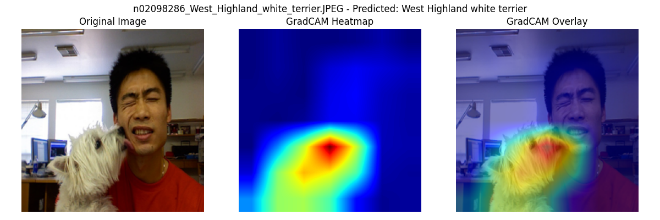 n02098286_West_Highland_white_terrier.JPEG - Predicted: West Highland white terrier
Original Image
GradCAM Heatmap
GradCAM Overlay